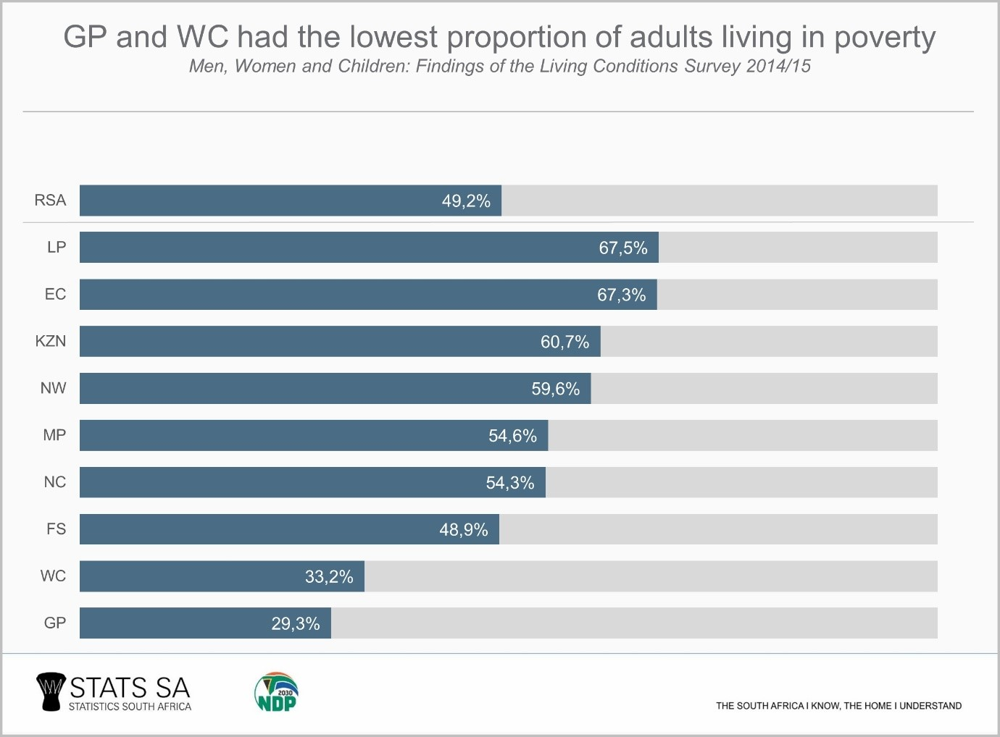 GP and WC had the lowest proportion of adults living in poverty
Men, Women and Children: Findings of the Living Conditions Survey 2014/15
RSA 49,2%
LP 67,5%
EC 67,3%
KZN 60,7%
NW 59,6%
MP 54,6%
NC 54,3%
FS 48,9%
WC 33,2%
GP 29,3%
STATS SA
STATISTICS SOUTH AFRICA
2030
NDP
THE SOUTH AFRICA I KNOW, THE HOME I UNDERSTAND